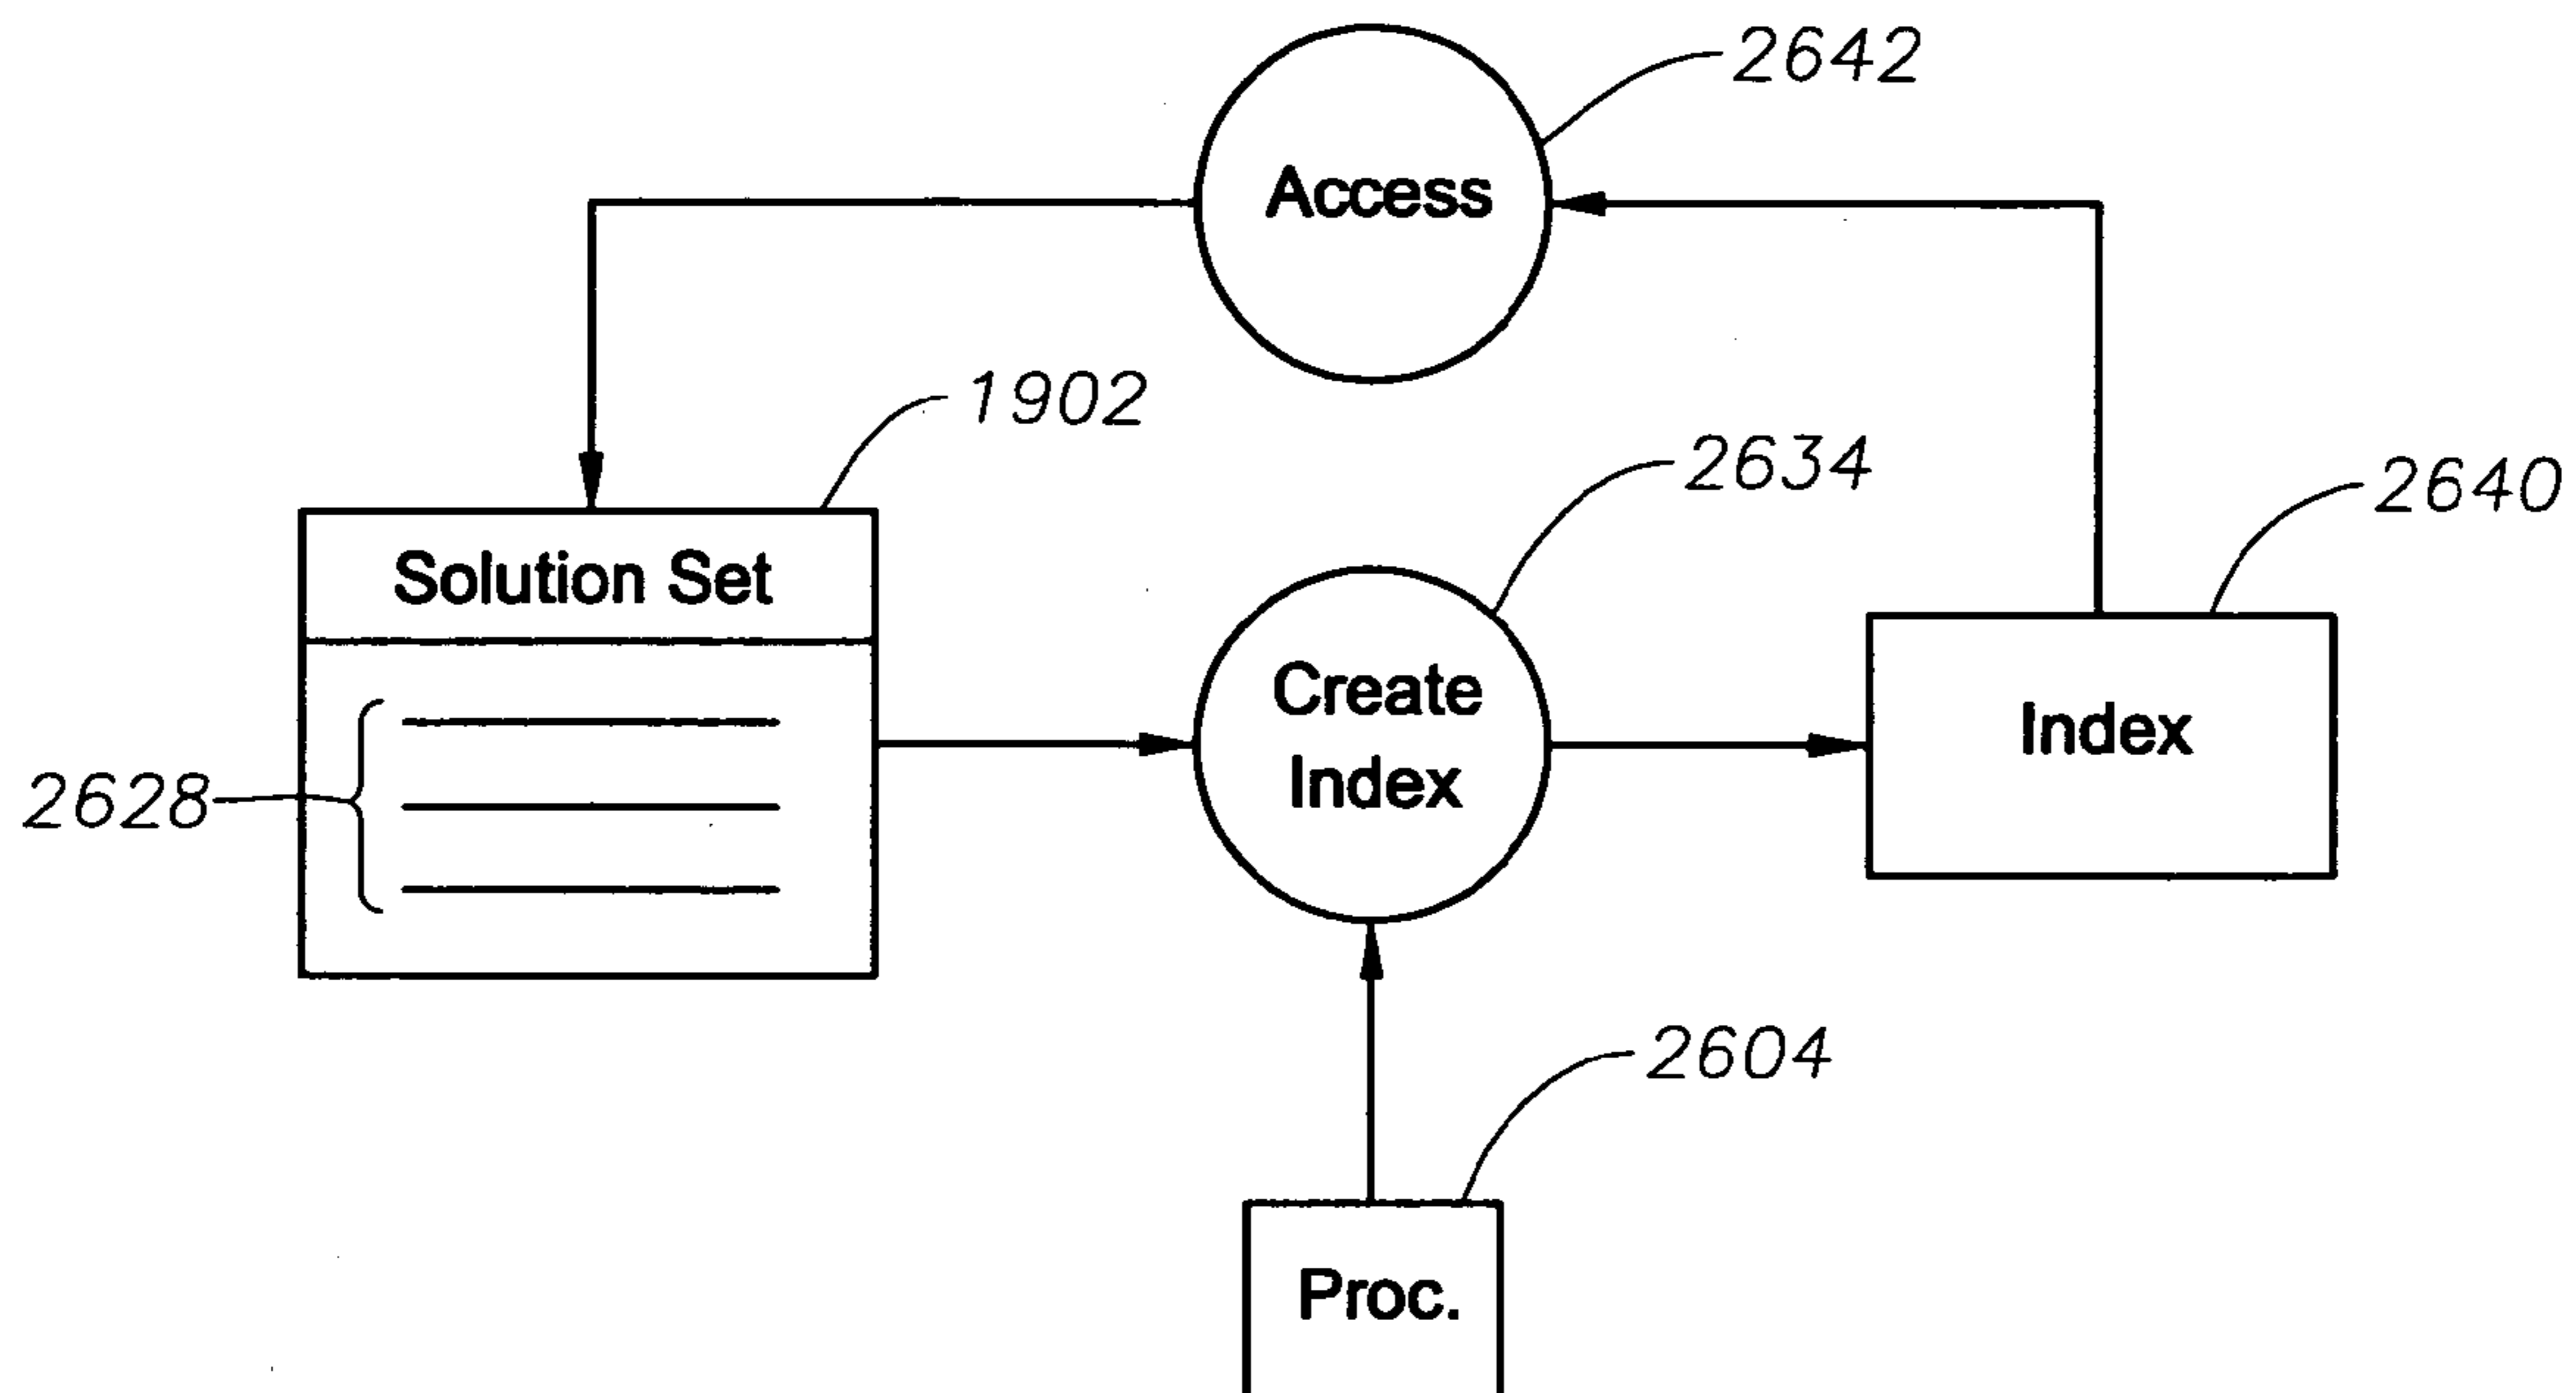 2642
Access
1902
2634
2640
Solution Set
Create
Index
Index
2628
2604
Proc.